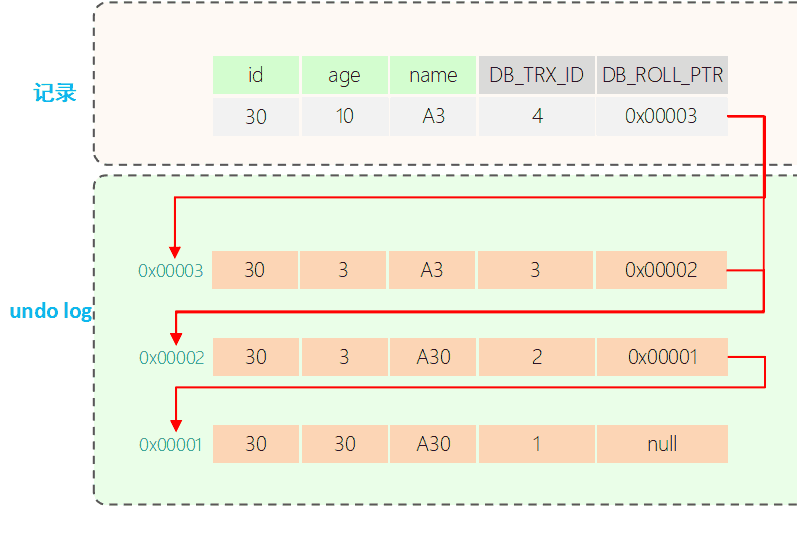 id age name DB_TRX_ID DB_ROLL_PTR
记录
30 10 A3 4 0x00003
0x00003 30 3 A3 3 0x00002
undo log
0x00002 30 3 A30 2 0x00001
0x00001 30 30 A30 1 null